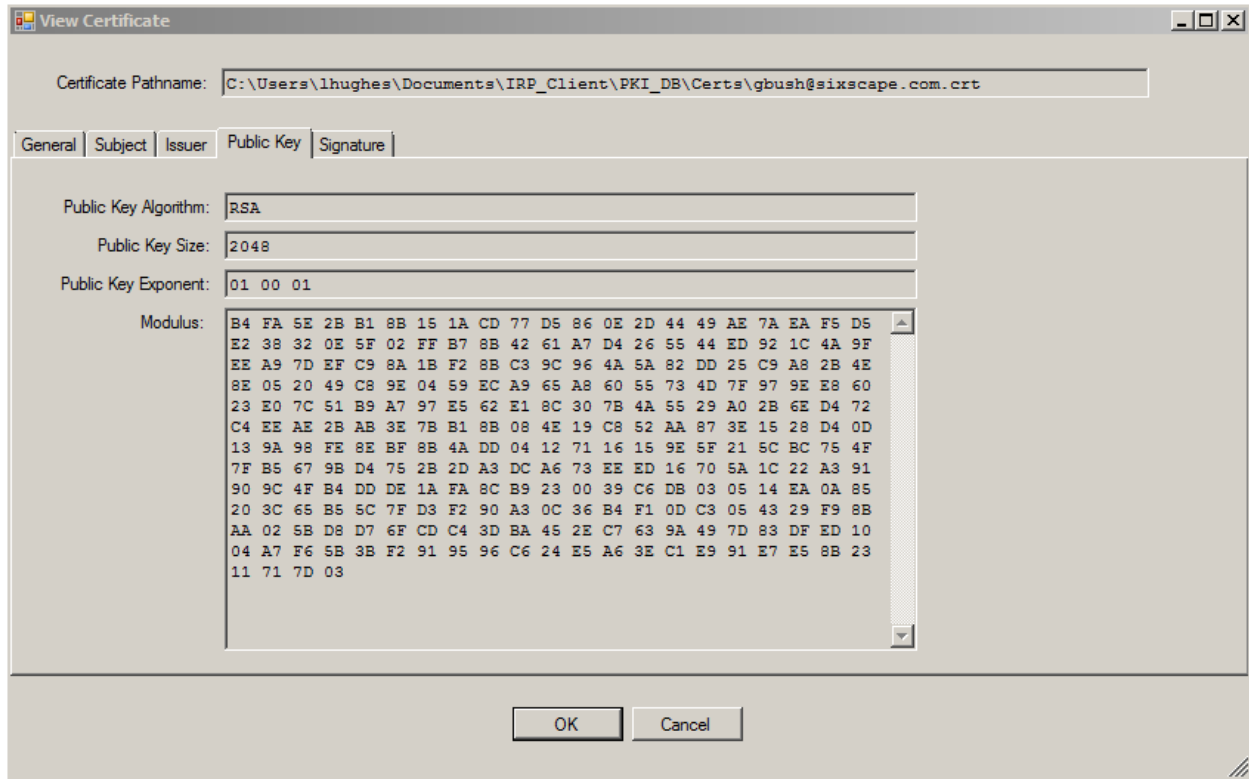 View Certificate
Certificate Pathname: C:\Users\lhughes\Documents\IRP_Client\PKI_DB\Certs\gbush@sixscape.com.crt
General Subject Issuer Public Key Signature
Public Key Algorithm: RSA
Public Key Size: 2048
Public Key Exponent: 01 00 01
Modulus: B4 FA 5E 2B B1 8B 15 1A CD 77 D5 86 0E 2D 44 49 AE 7A EA F5 D5
E2 38 32 0E 5F 02 FF B7 8B 42 61 A7 D4 26 55 44 ED 92 1C 4A 9F
EE A9 7D EF C9 8A 1B F2 8B C3 9C 96 4A 5A 82 DD 25 C9 A8 2B 4E
8E 05 20 49 C8 9E 04 59 EC A9 65 A8 60 55 73 4D 7F 97 9E E8 60
23 E0 7C 51 B9 A7 97 E5 62 E1 8C 30 7B 4A 55 29 A0 2B 6E D4 72
C4 EE AE 2B AB 3E 7B B1 8B 08 4E 19 C8 52 AA 87 3E 15 28 D4 0D
13 9A 98 FE 8E BF 8B 4A DD 04 12 71 16 15 9E 5F 21 5C BC 75 4F
7F B5 67 9B D4 75 2B 2D A3 DC A6 73 EE ED 16 70 5A 1C 22 A3 91
90 9C 4F B4 DD DE 1A FA 8C B9 23 00 39 C6 DB 03 05 14 EA 0A 85
20 3C 65 B5 5C 7F D3 F2 90 A3 0C 36 B4 F1 0D C3 05 43 29 F9 8B
AA 02 5B D8 D7 6F CD C4 3D BA 45 2E C7 63 9A 49 7D 83 DF ED 10
04 A7 F6 5B 3B F2 91 95 96 C6 24 E5 A6 3E C1 E9 91 E7 E5 8B 23
11 71 7D 03
OK Cancel